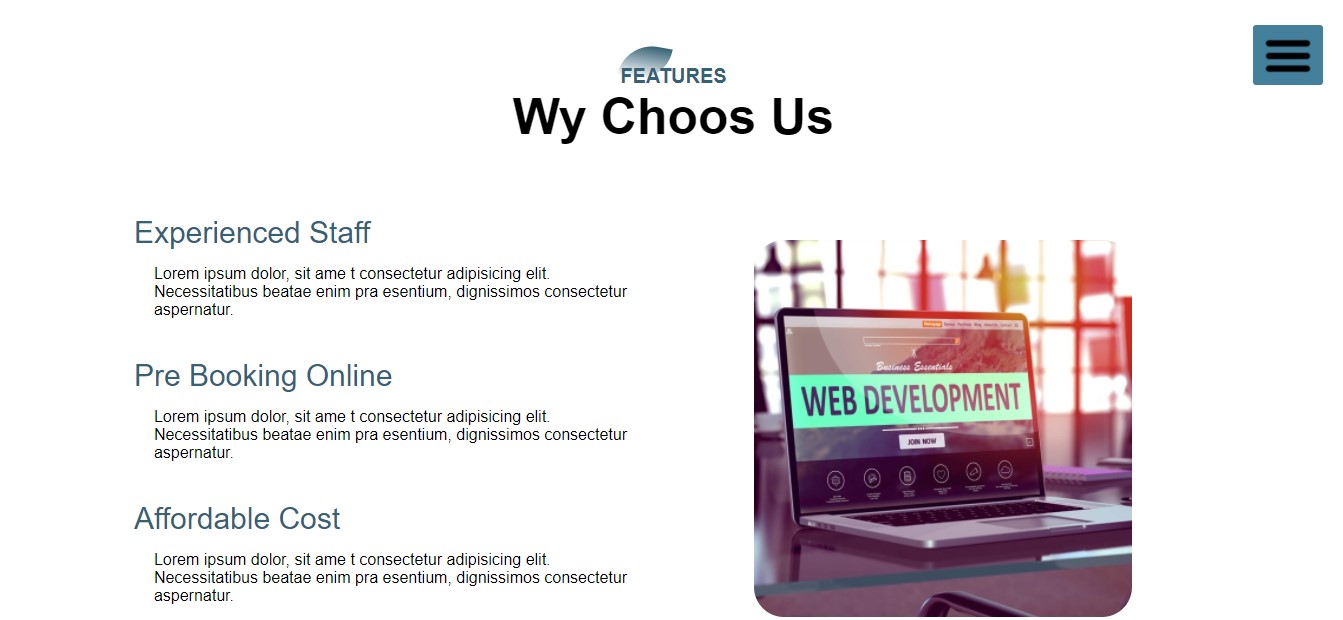 FEATURES
Wy Choos Us
Experienced Staff
Lorem ipsum dolor, sit ame t consectetur adipisicing elit.
Necessitatibus beatae enim pra esentium, dignissimos consectetur
aspernatur.
Pre Booking Online
Lorem ipsum dolor, sit ame t consectetur adipisicing elit.
Necessitatibus beatae enim pra esentium, dignissimos consectetur
aspernatur.
Affordable Cost
Lorem ipsum dolor, sit ame t consectetur adipisicing elit.
Necessitatibus beatae enim pra esentium, dignissimos consectetur
aspernatur.
Business Essentials
WEB DEVELOPMENT
JOIN NOW